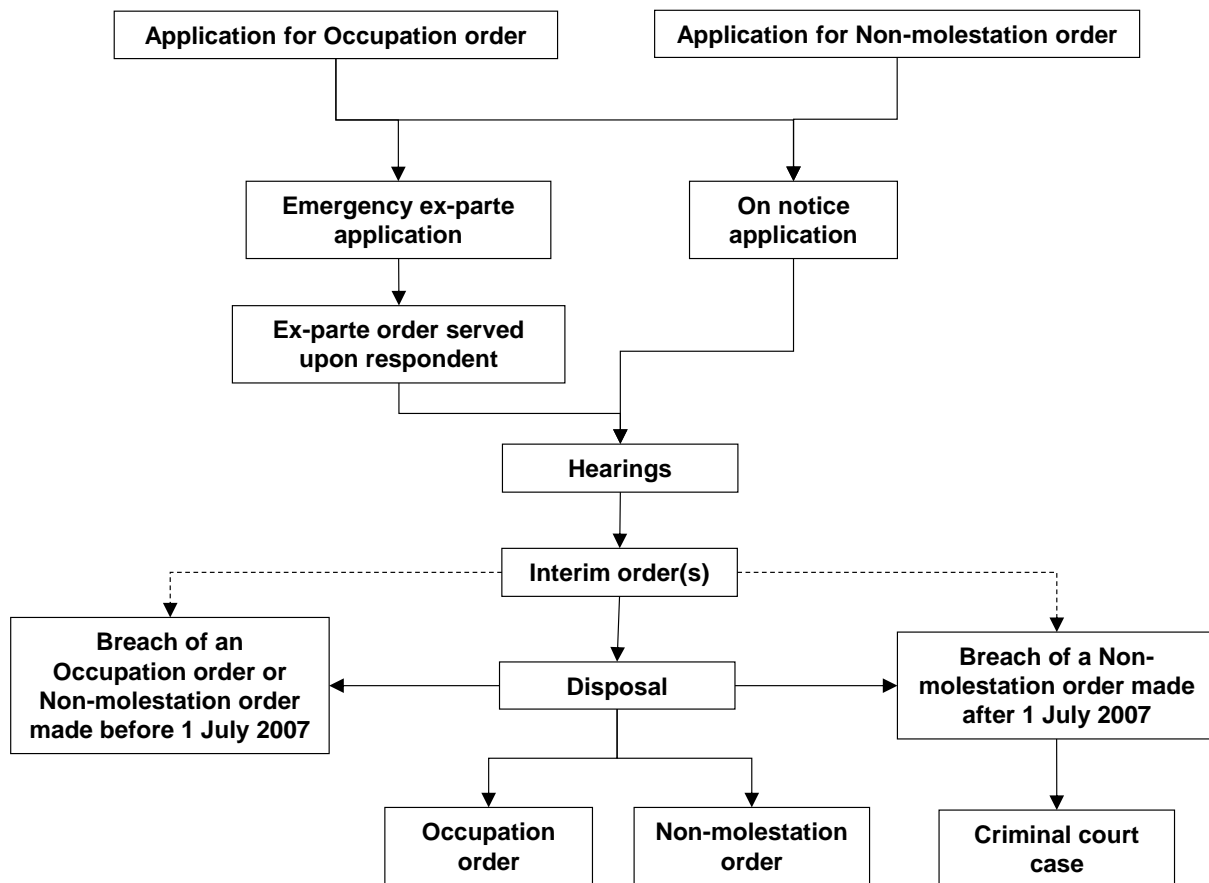 Application for Occupation order
Application for Non-molestation order
Emergency ex-parte
application
On notice
application
Ex-parte order served
upon respondent
Hearings
Interim order(s)
Breach of an
Occupation order or
Non-molestation order
made before 1 July 2007
Disposal
Breach of a Non-
molestation order made
after 1 July 2007
Occupation
order
Non-molestation
order
Criminal court
case